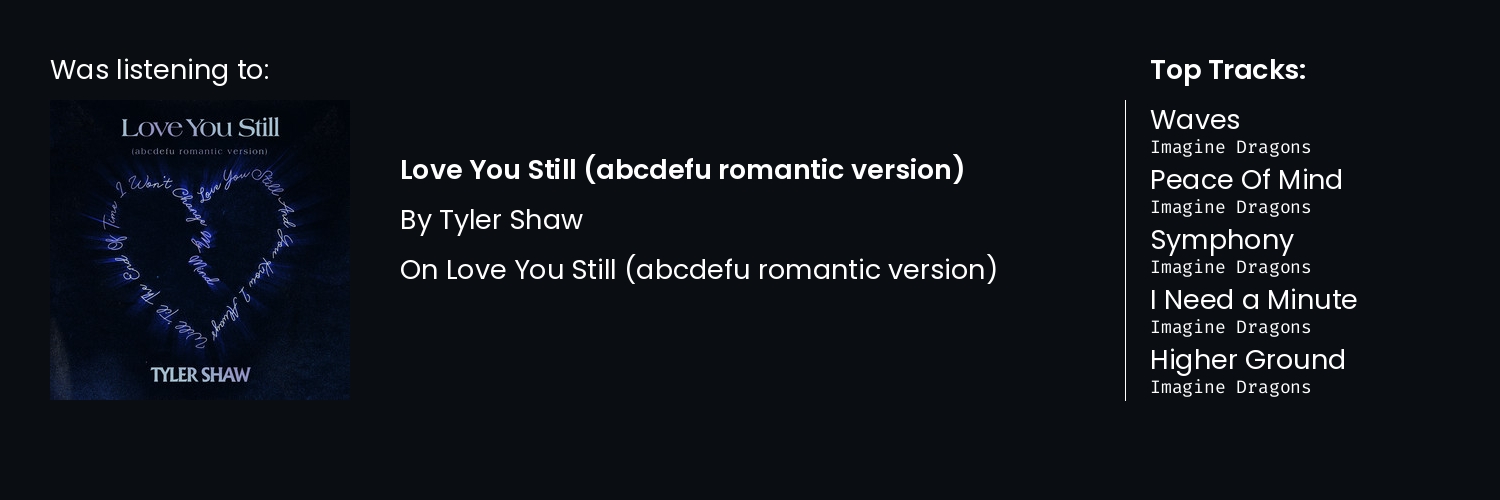 Was listening to:
Love You Still
(abcdefu romantic version)
I Won't Change My Mind
Love You Still And You Know I Always Will 'Til The End Of Time
TYLER SHAW
Love You Still (abcdefu romantic version)
By Tyler Shaw
On Love You Still (abcdefu romantic version)
Top Tracks:
Waves
Imagine Dragons
Peace Of Mind
Imagine Dragons
Symphony
Imagine Dragons
I Need a Minute
Imagine Dragons
Higher Ground
Imagine Dragons